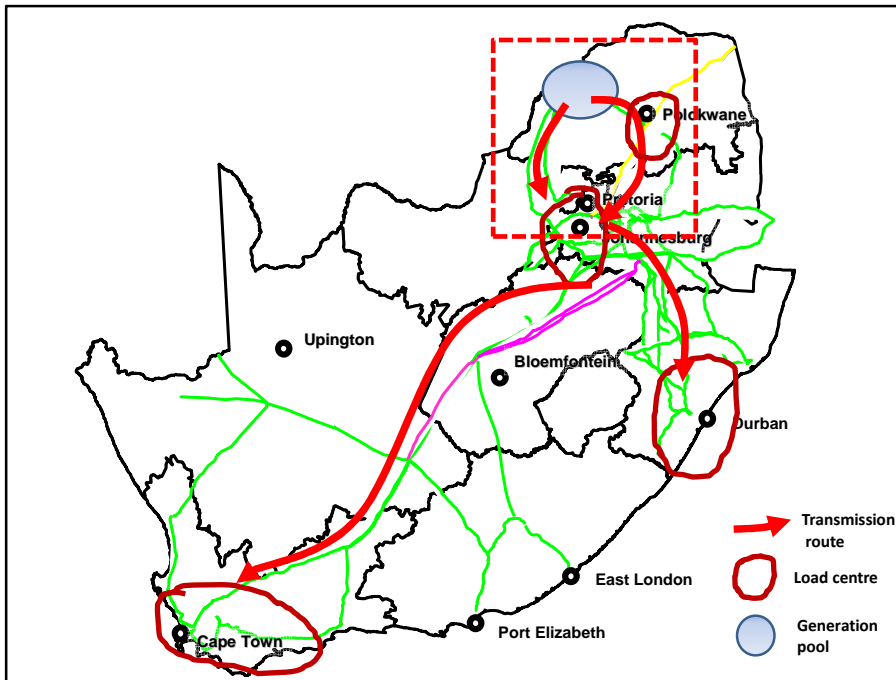 Polokwane
Pretoria
Johannesburg
Upington
Bloemfontein
Durban
East London
Port Elizabeth
Cape Town
Transmission
route
Load centre
Generation
pool